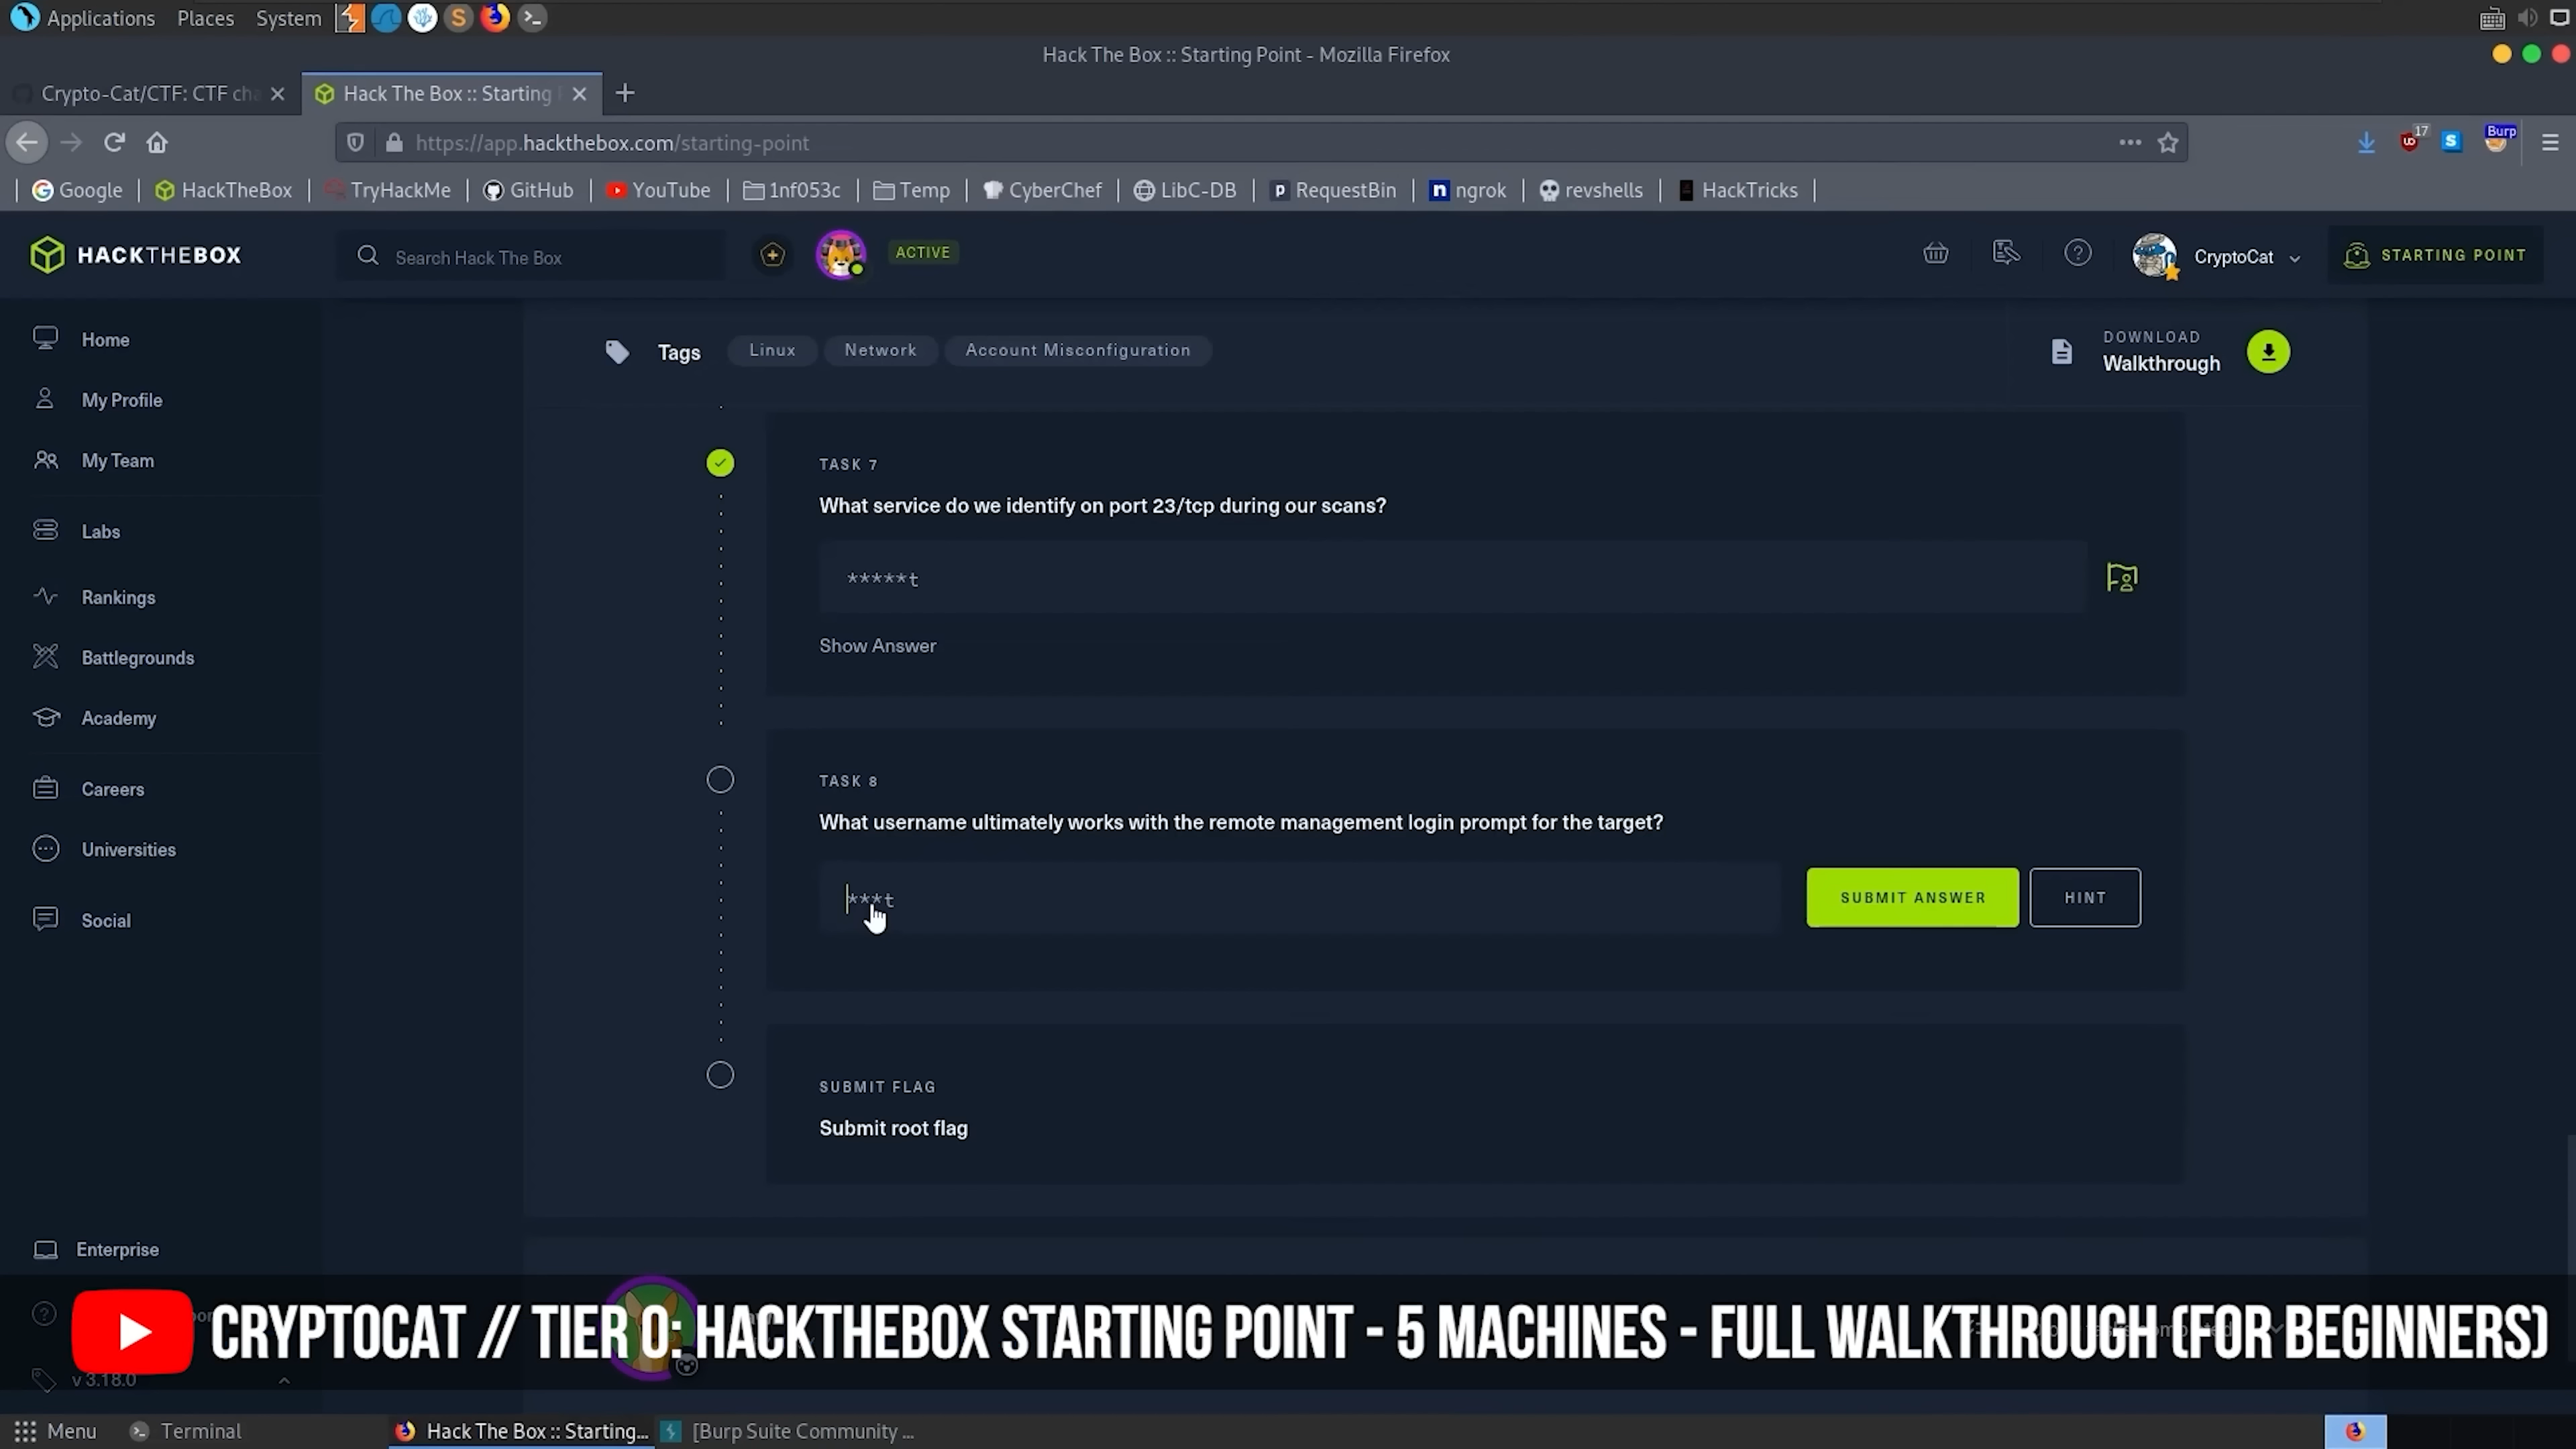 Applications Places System
Hack The Box :: Starting Point - Mozilla Firefox
Crypto-Cat/CTF: CTF cha
Hack The Box :: Starting
https://app.hackthebox.com/starting-point
17
Burp
Google HackTheBox TryHackMe GitHub YouTube 1nf053c Temp CyberChef LibC-DB RequestBin ngrok revshells HackTricks
HACKTHEBOX
Search Hack The Box
ACTIVE
CryptoCat
STARTING POINT
Home
My Profile
My Team
Labs
Rankings
Battlegrounds
Academy
Careers
Universities
Social
Enterprise
v 3.18.0
Tags
Linux
Network
Account Misconfiguration
DOWNLOAD
Walkthrough
TASK 7
What service do we identify on port 23/tcp during our scans?
*****t
Show Answer
TASK 8
What username ultimately works with the remote management login prompt for the target?
***t
SUBMIT ANSWER
HINT
SUBMIT FLAG
Submit root flag
CRYPTOCAT // TIER 0: HACKTHEBOX STARTING POINT - 5 MACHINES - FULL WALKTHROUGH (FOR BEGINNERS)
Menu Terminal Hack The Box :: Starting... [Burp Suite Community ...